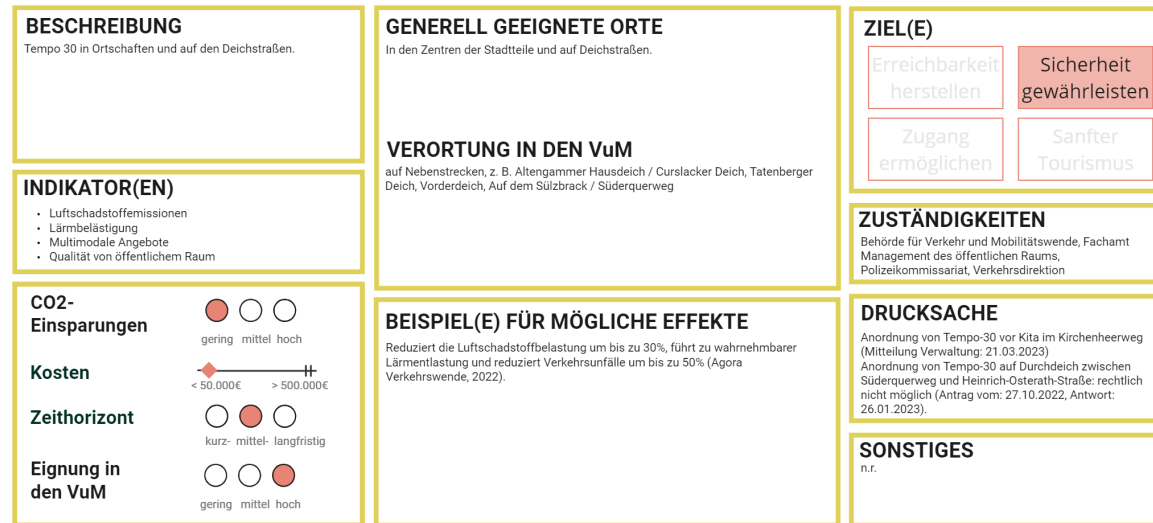 BESCHREIBUNG
Tempo 30 in Ortschaften und auf den Deichstraßen.
INDIKATOR(EN)
• Luftschadstoffemissionen
• Lärmbelästigung
• Multimodale Angebote
• Qualität von öffentlichem Raum
CO2-
Einsparungen
gering mittel hoch
Kosten
< 50.000€ > 500.000€
Zeithorizont
kurz- mittel- langfristig
Eignung in
den VuM
gering mittel hoch
GENERELL GEEIGNETE ORTE
In den Zentren der Stadtteile und auf Deichstraßen.
VERORTUNG IN DEN VuM
auf Nebenstrecken, z. B. Altengammer Hausdeich / Curslacker Deich, Tatenberger
Deich, Vorderdeich, Auf dem Sülzbrack / Süderquerweg
BEISPIEL(E) FÜR MÖGLICHE EFFEKTE
Reduziert die Luftschadstoffbelastung um bis zu 30%, führt zu wahrnehmbarer
Lärmentlastung und reduziert Verkehrsunfälle um bis zu 50% (Agora
Verkehrswende, 2022).
ZIEL(E)
Erreichbarkeit
herstellen
Sicherheit
gewährleisten
Zugang
ermöglichen
Sanfter
Tourismus
ZUSTÄNDIGKEITEN
Behörde für Verkehr und Mobilitätswende, Fachamt
Management des öffentlichen Raums,
Polizeikommissariat, Verkehrsdirektion
DRUCKSACHE
Anordnung von Tempo-30 vor Kita im Kirchenheerweg
(Mitteilung Verwaltung: 21.03.2023)
Anordnung von Tempo-30 auf Durchdeich zwischen
Süderquerweg und Heinrich-Osterath-Straße: rechtlich
nicht möglich (Antrag vom: 27.10.2022, Antwort:
26.01.2023).
SONSTIGES
n.r.